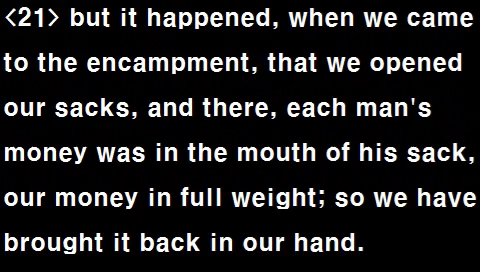 <21> but it happened, when we came
to the encampment, that we opened
our sacks, and there, each man's
money was in the mouth of his sack,
our money in full weight; so we have
brought it back in our hand.